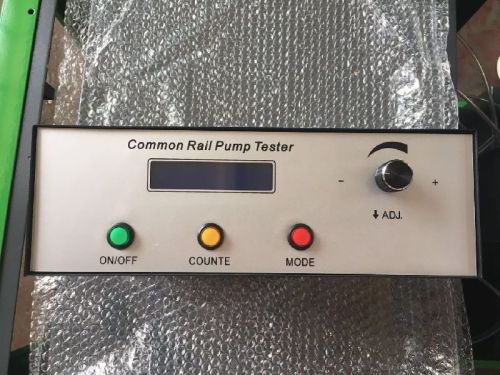 Common Rail Pump Tester
- +
↓ ADJ.
ON/OFF COUNTE MODE